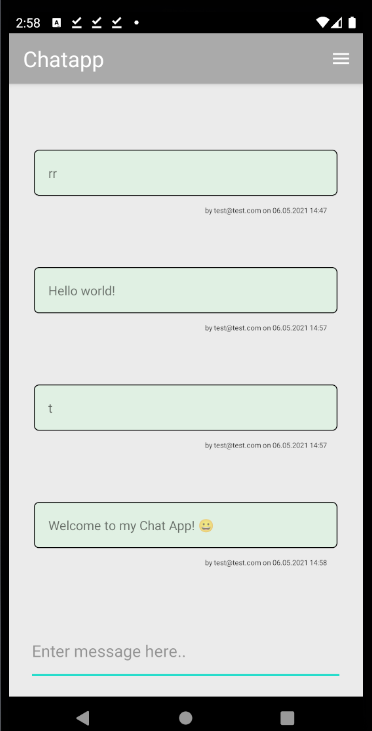 2:58
Chatapp
rr
by test@test.com on 06.05.2021 14:47
Hello world!
by test@test.com on 06.05.2021 14:57
t
by test@test.com on 06.05.2021 14:57
Welcome to my Chat App! 😀
by test@test.com on 06.05.2021 14:58
Enter message here..